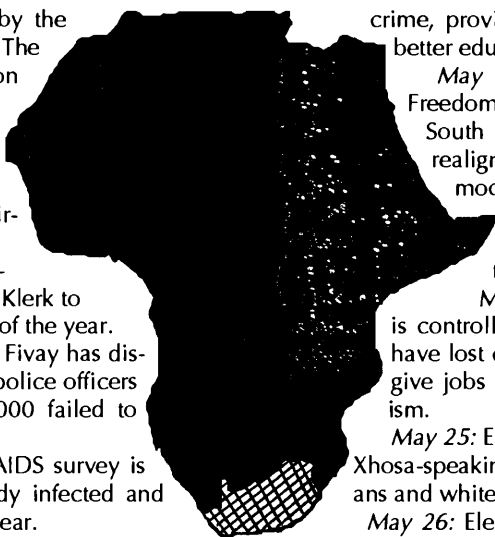 by the
The
on
ir-
-
Klerk to
of the year.
Fivay has dis-
police officers
000 failed to
AIDS survey is
dy infected and
ear.
crime, prov
better edu
May
Freedom
South
realign
mod
t
M
is controll
have lost
give jobs
ism.
May 25: E
Xhosa-speakin
ans and white
May 26: Ele